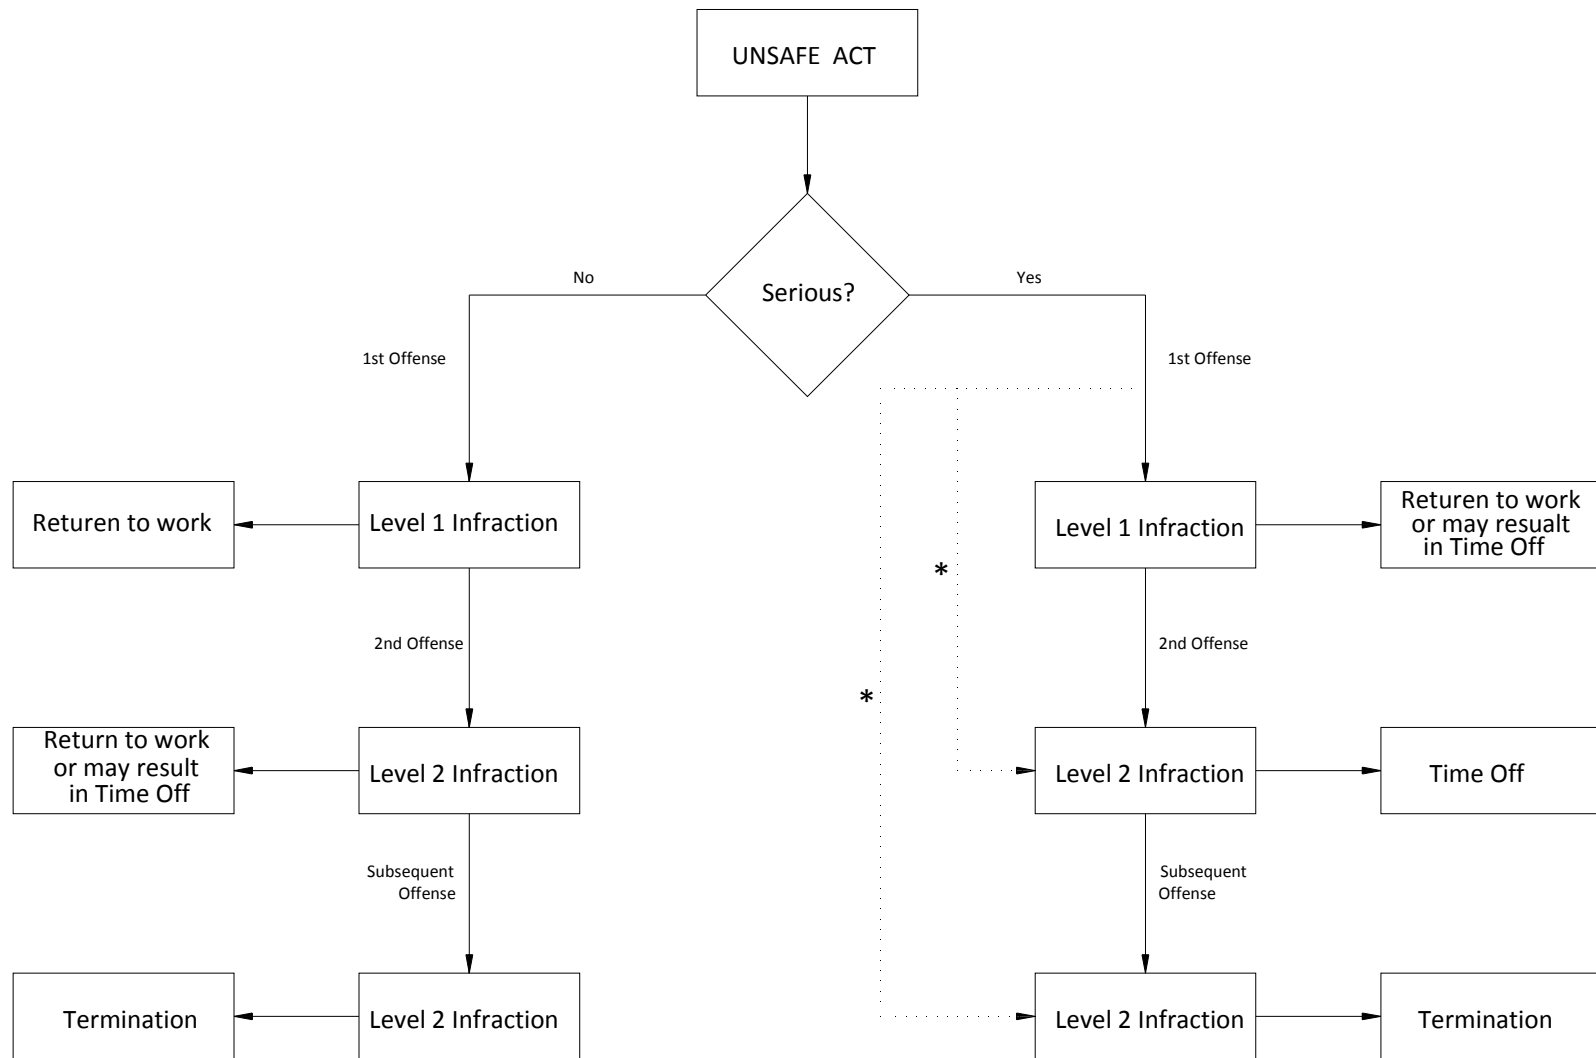 UNSAFE ACT
Serious?
No
Yes
1st Offense
1st Offense
Returen to work
Level 1 Infraction
Level 1 Infraction
Returen to work
or may resualt
in Time Off
*
2nd Offense
2nd Offense
*
Return to work
or may result
in Time Off
Level 2 Infraction
Level 2 Infraction
Time Off
Subsequent
Offense
Subsequent
Offense
Termination
Level 2 Infraction
Level 2 Infraction
Termination